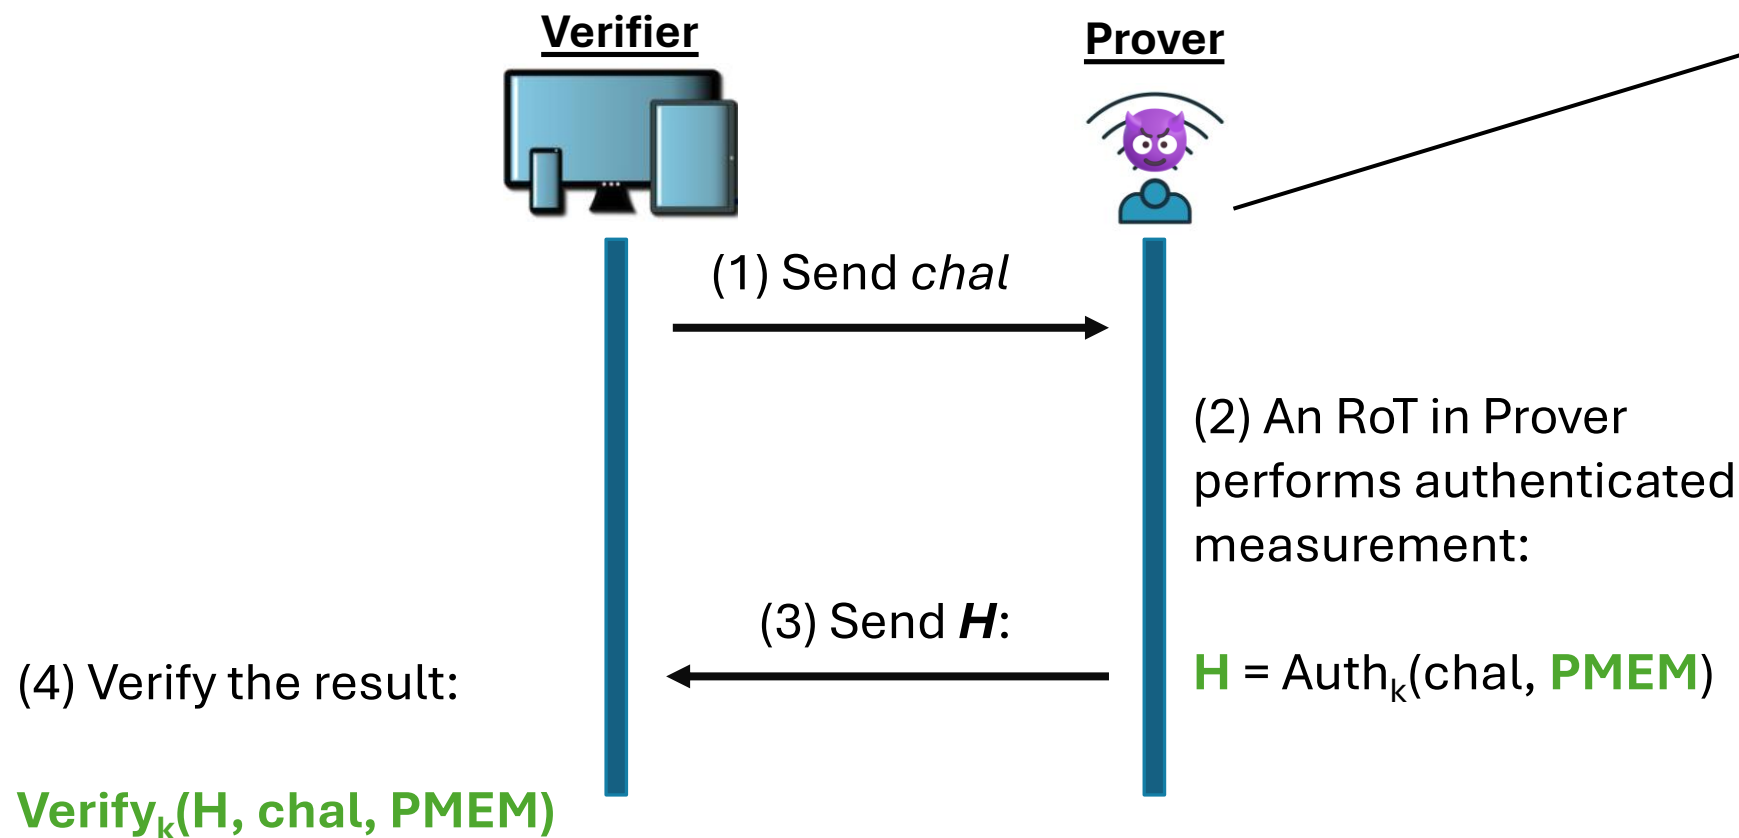 Verifier
Prover
(1) Send chal
(2) An RoT in Prover
performs authenticated
measurement:
(3) Send H:
H = Authk(chal, PMEM)
(4) Verify the result:
Verifyk(H, chal, PMEM)